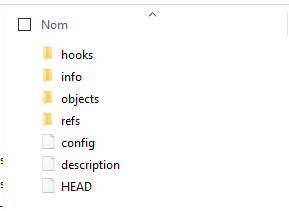 Nom
hooks
info
objects
refs
config
description
HEAD